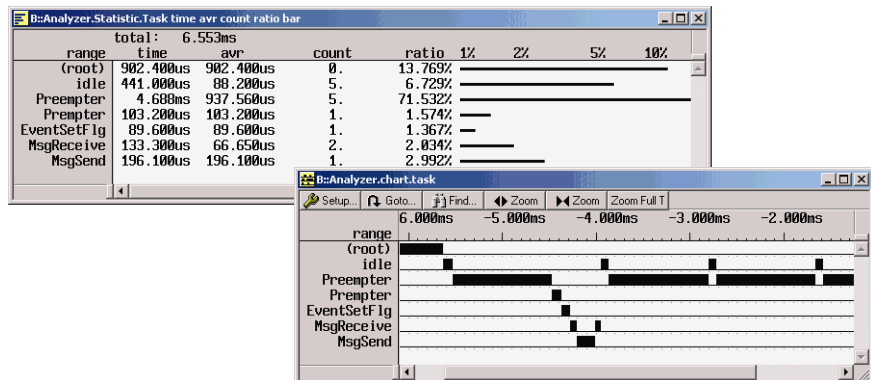 B::Analyzer.Statistic.Task time avr count ratio bar
total: 6.553ms
range time avr count ratio 1% 2% 5% 10%
(root) 902.400us 902.400us 0. 13.769%
idle 441.000us 88.200us 5. 6.729%
Preempter 4.688ms 937.560us 5. 71.532%
Prempter 103.200us 103.200us 1. 1.574%
EventSetFlg 89.600us 89.600us 1. 1.367%
MsgReceive 133.300us 66.650us 2. 2.034%
MsgSend 196.100us 196.100us 1. 2.992%
B::Analyzer.chart.task
Setup... Goto... Find... Zoom Zoom Zoom Full T
6.000ms -5.000ms -4.000ms -3.000ms -2.000ms
range
(root)
idle
Preempter
Prempter
EventSetFlg
MsgReceive
MsgSend